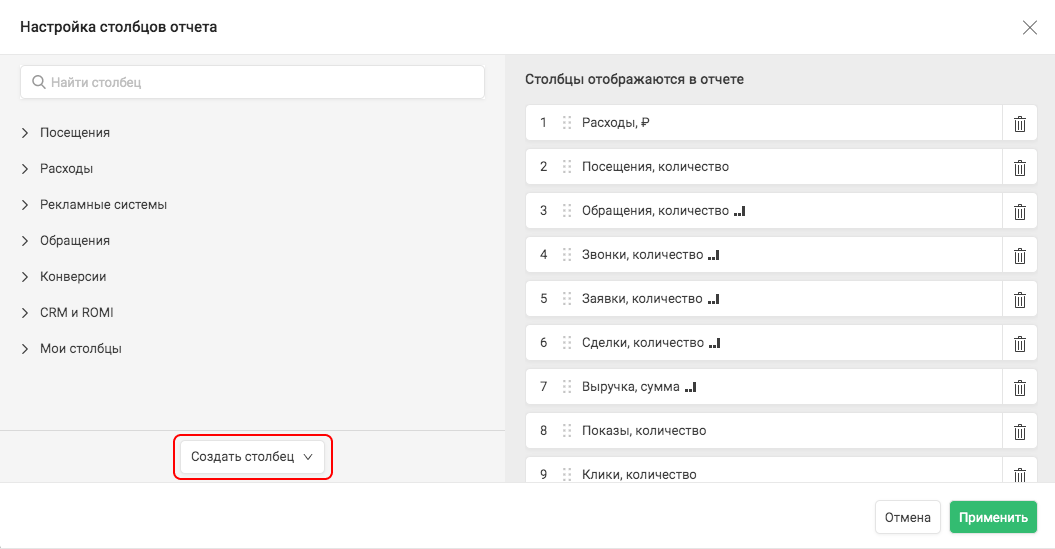 Настройка столбцов отчета
Найти столбец
Посещения
Расходы
Рекламные системы
Обращения
Конверсии
CRM и ROMI
Мои столбцы
Создать столбец
Столбцы отображаются в отчете
1 Расходы, ₽
2 Посещения, количество
3 Обращения, количество
4 Звонки, количество
5 Заявки, количество
6 Сделки, количество
7 Выручка, сумма
8 Показы, количество
9 Клики, количество
Отмена Применить